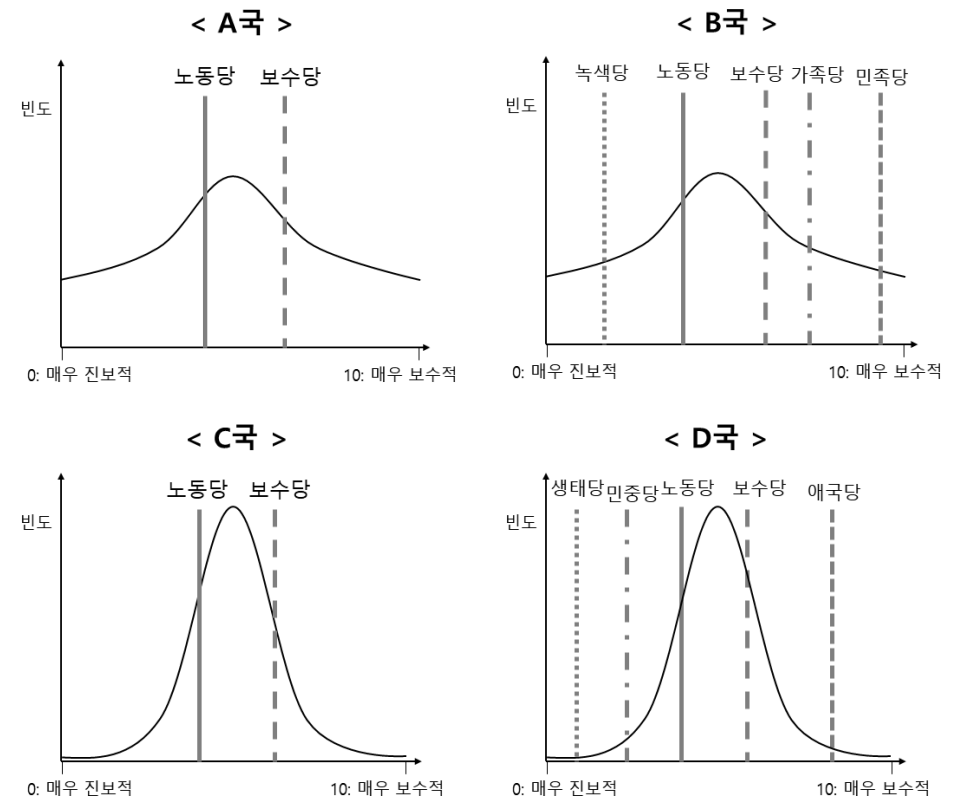 < A국 >
노동당 보수당
빈도
0: 매우 진보적
10: 매우 보수적
< B국 >
녹색당 노동당 보수당 가족당 민족당
빈도
0: 매우 진보적
10: 매우 보수적
< C국 >
노동당 보수당
빈도
0: 매우 진보적
10: 매우 보수적
< D국 >
생태당 민중당 노동당 보수당 애국당
빈도
0: 매우 진보적
10: 매우 보수적